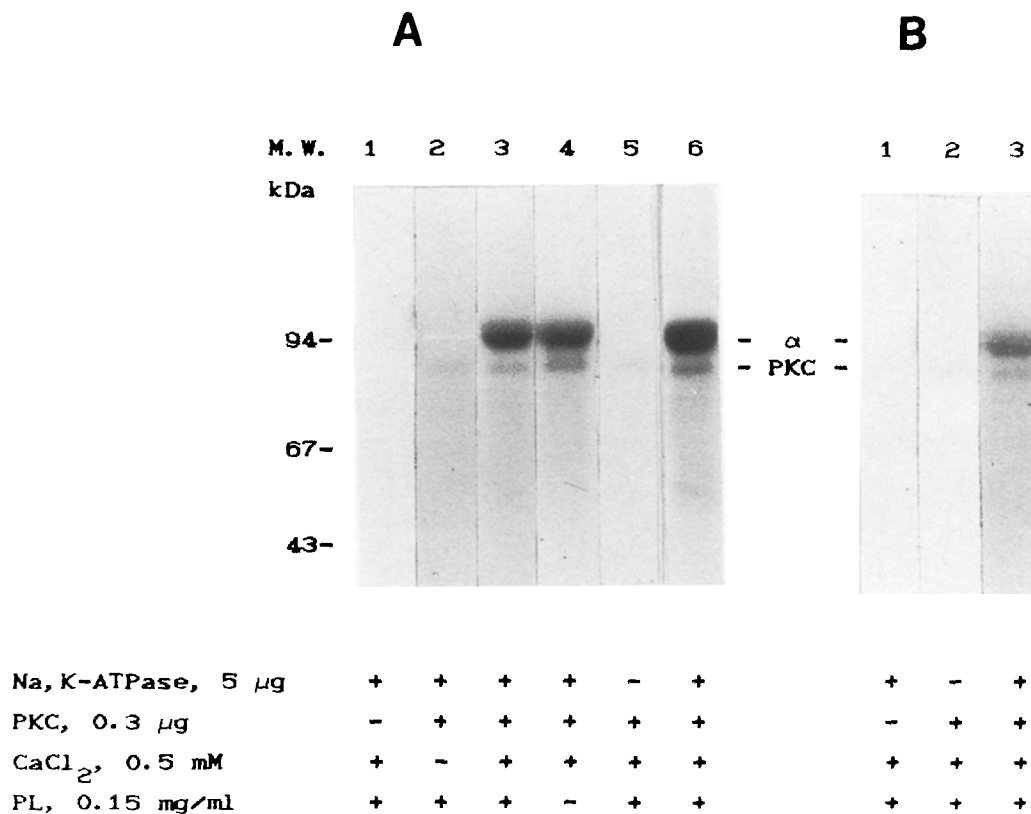 A B
M.W. 1 2 3 4 5 6 1 2 3
kDa
94- - α -
- PKC -
67-
43-
Na,K-ATPase, 5 μg + + + + - + + - +
PKC, 0.3 μg - + + + + + - + +
CaCl2, 0.5 mM + - + + + + + + +
PL, 0.15 mg/ml + + + - + + + + +